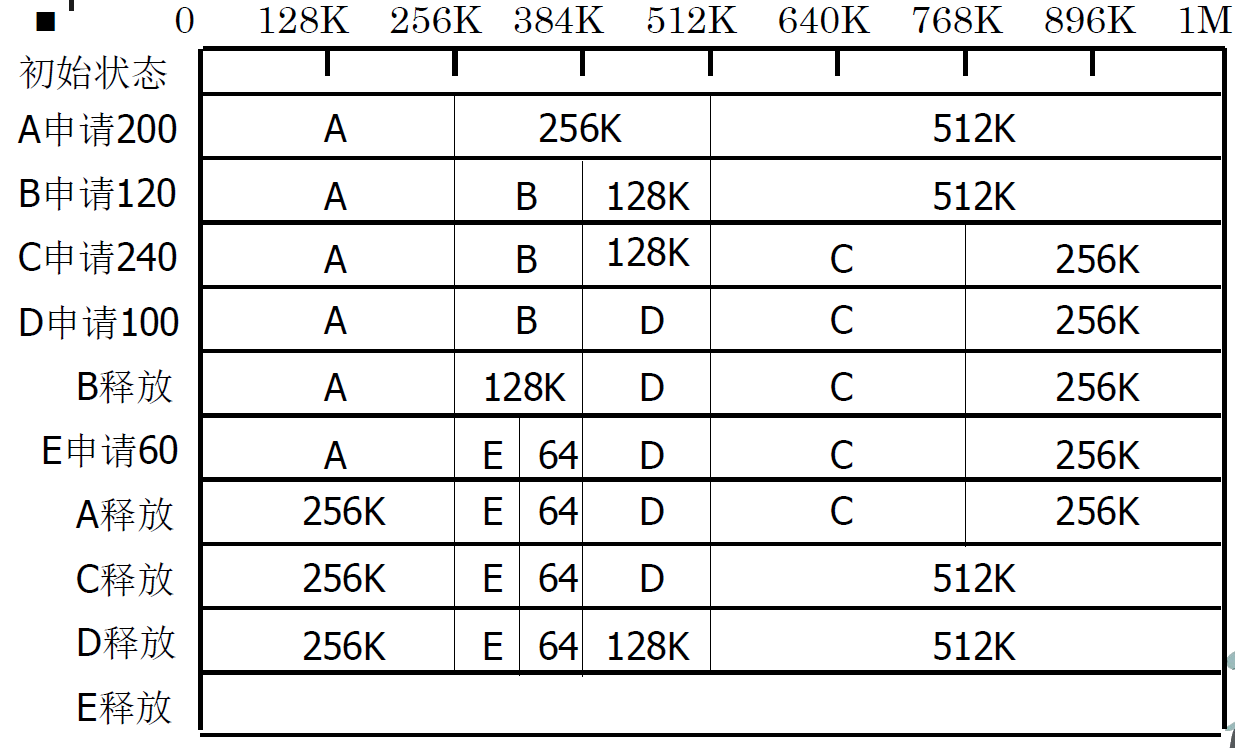 ■ 0 128K 256K 384K 512K 640K 768K 896K 1M
初始状态
A申请200 A 256K 512K
B申请120 A B 128K 512K
C申请240 A B 128K C 256K
D申请100 A B D C 256K
B释放 A 128K D C 256K
E申请60 A E 64 D C 256K
A释放 256K E 64 D C 256K
C释放 256K E 64 D 512K
D释放 256K E 64 128K 512K
E释放